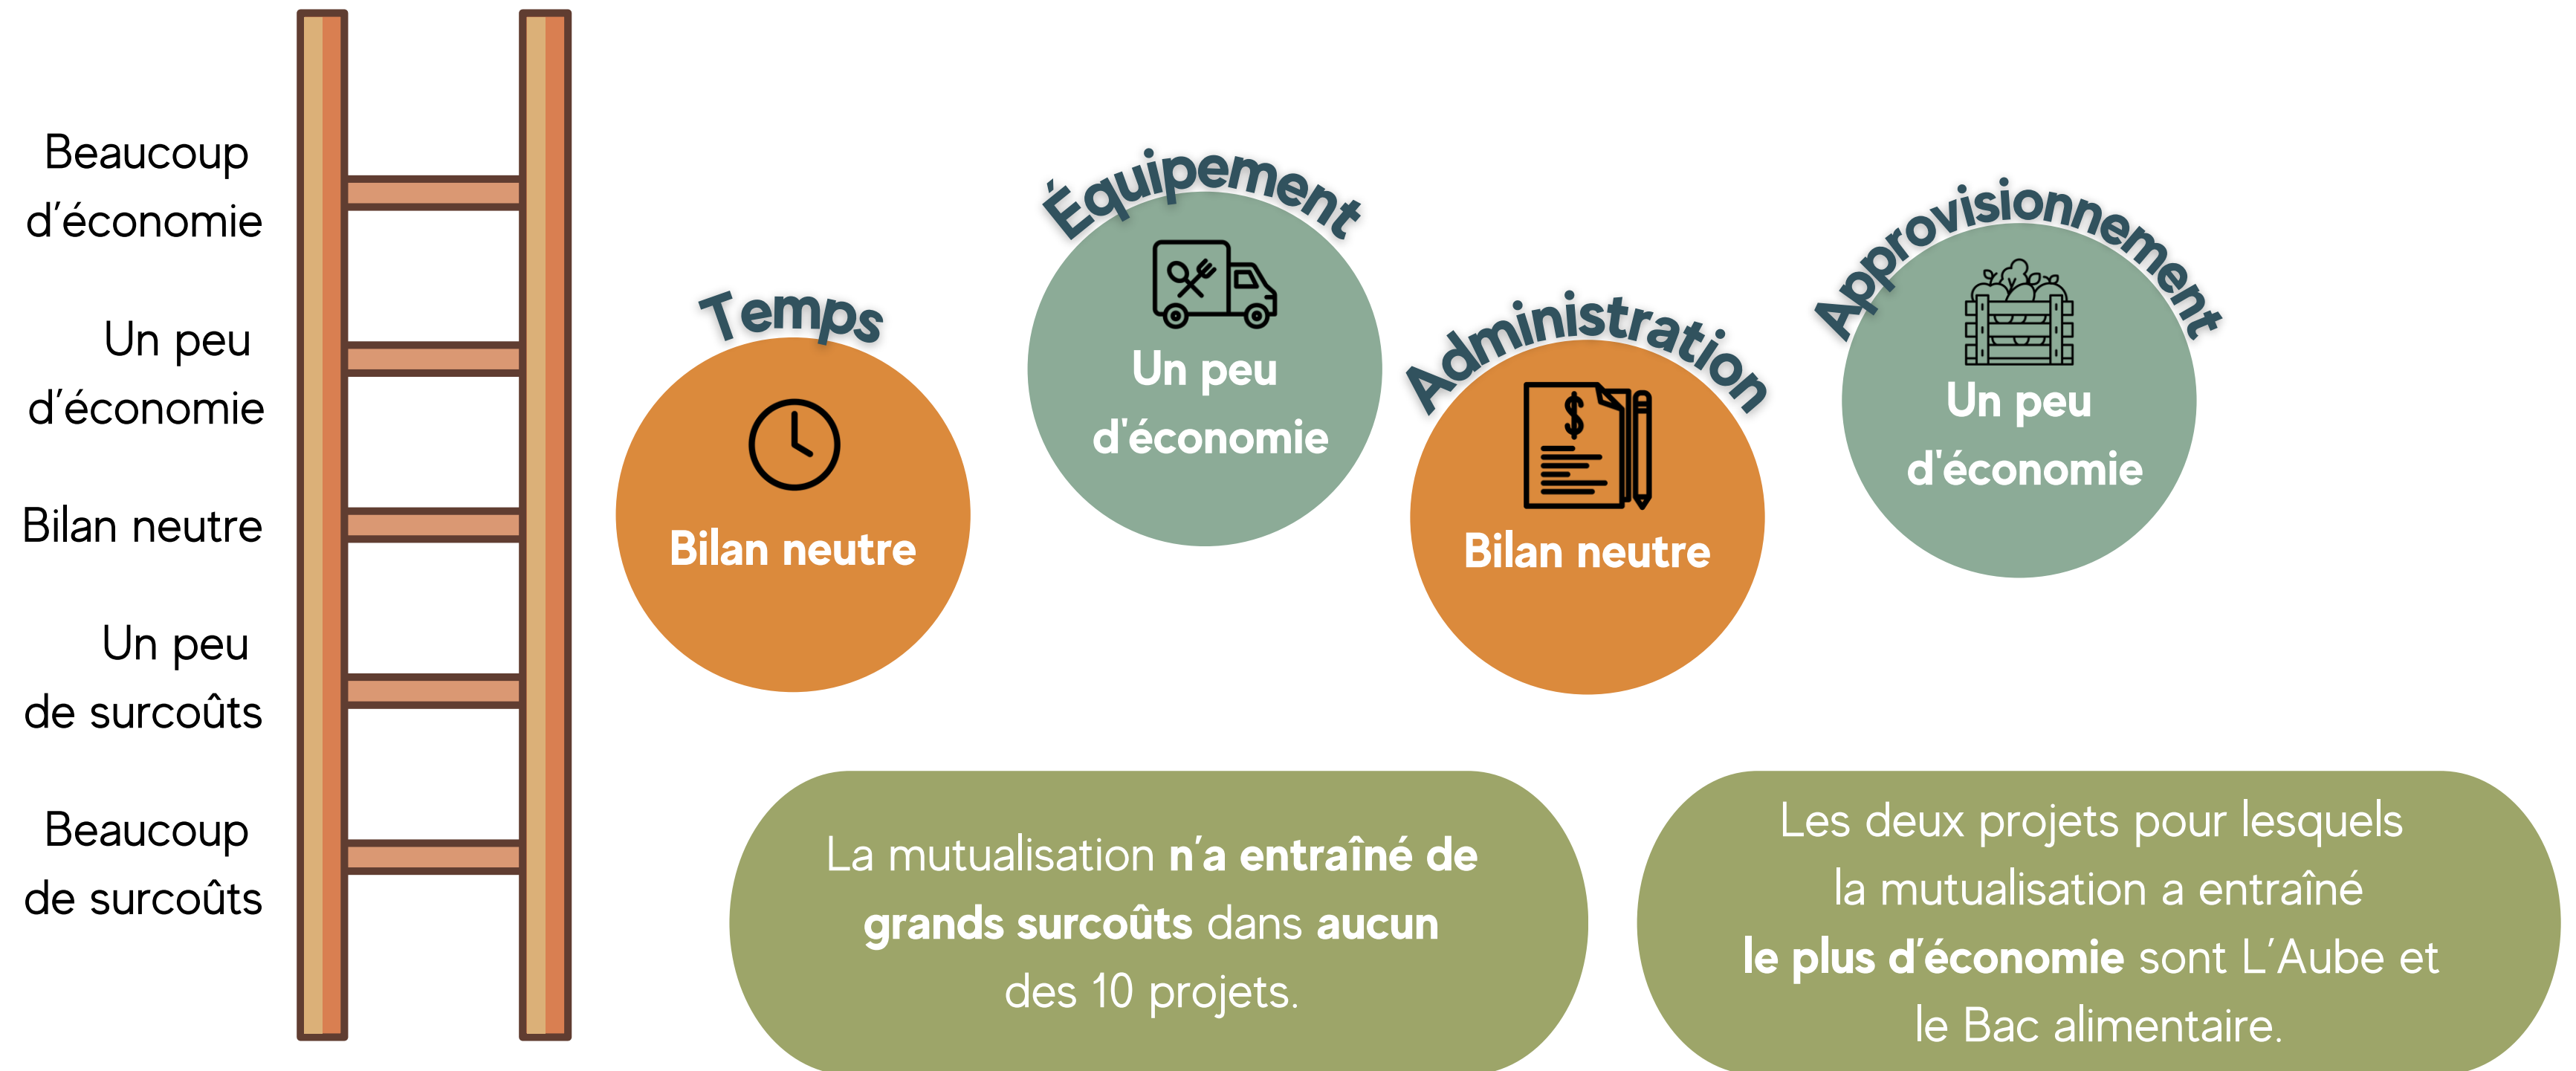 Beaucoup
d’économie
Un peu
d’économie
Bilan neutre
Un peu
de surcoûts
Beaucoup
de surcoûts
Temps
Bilan neutre
Équipement
Un peu
d'économie
Administration
$
Bilan neutre
Approvisionnement
Un peu
d'économie
La mutualisation n’a entraîné de
grands surcoûts dans aucun
des 10 projets.
Les deux projets pour lesquels
la mutualisation a entraîné
le plus d’économie sont L’Aube et
le Bac alimentaire.